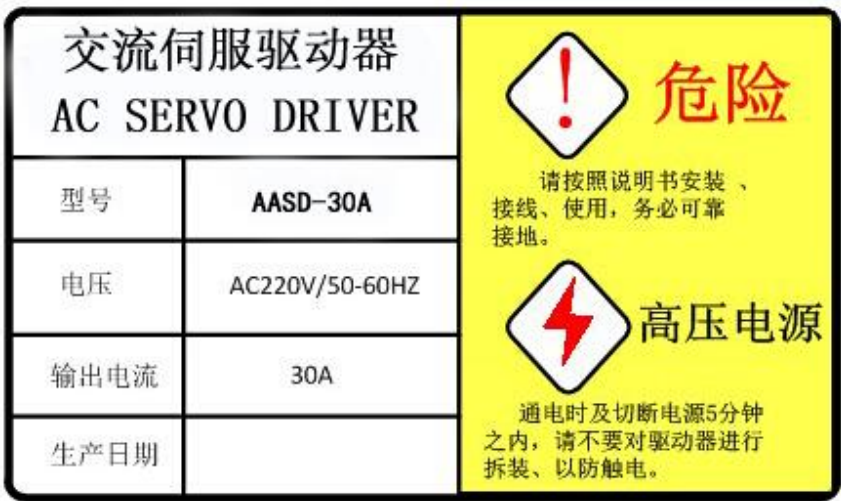 交流伺服驱动器
AC SERVO DRIVER
型号 AASD-30A
电压 AC220V/50-60HZ
输出电流 30A
生产日期
!
危险
请按照说明书安装 、
接线、使用，务必可靠
接地。
高压电源
通电时及切断电源5分钟
之内，请不要对驱动器进行
拆装、以防触电。